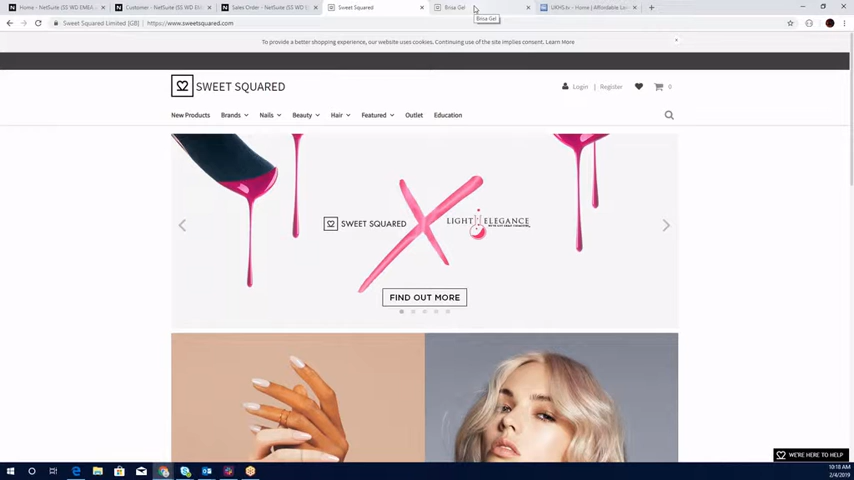 Home - NetSuite (SS WD EMBA
Customer - NetSuite (SS WD E
Sales Order - NetSuite (SS WD
Sweet Squared
Brisa Gel
UKHS.tv - Home | Affordable Lo
Brisa Gel
Sweet Squared Limited [GB]
https://www.sweetsquared.com
To provide a better shopping experience, our website uses cookies. Continuing use of the site implies consent. Learn More
SWEET SQUARED
Login | Register 0
New Products Brands Nails Beauty Hair Featured Outlet Education
SWEET SQUARED
LIGHT ELEGANCE
FIND OUT MORE
WE'RE HERE TO HELP
10:18 AM
2/4/2019